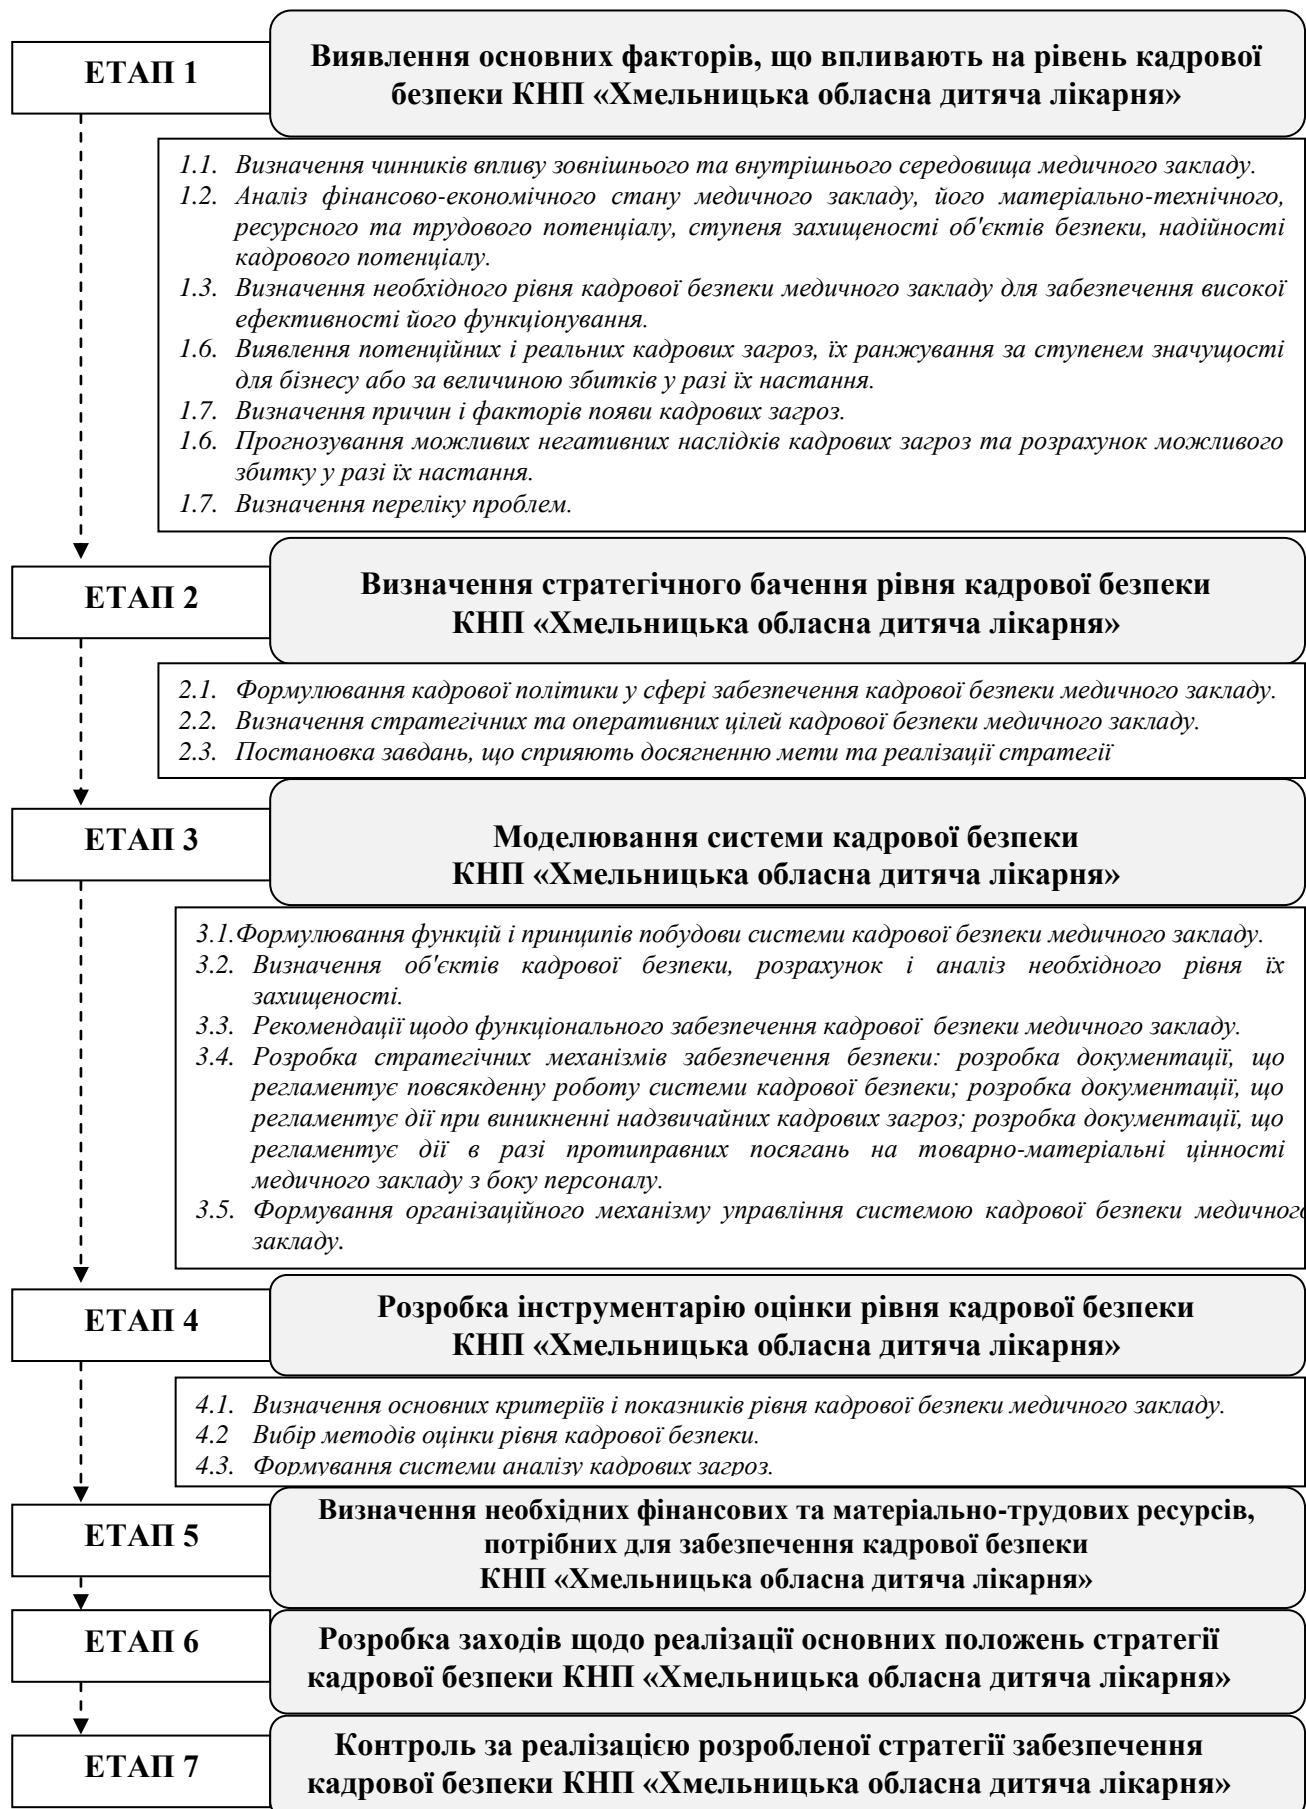 ЕТАП 1
Виявлення основних факторів, що впливають на рівень кадрової
безпеки КНП «Хмельницька обласна дитяча лікарня»
1.1. Визначення чинників впливу зовнішнього та внутрішнього середовища медичного закладу.
1.2. Аналіз фінансово-економічного стану медичного закладу, його матеріально-технічного,
ресурсного та трудового потенціалу, ступеня захищеності об'єктів безпеки, надійності
кадрового потенціалу.
1.3. Визначення необхідного рівня кадрової безпеки медичного закладу для забезпечення високої
ефективності його функціонування.
1.6. Виявлення потенційних і реальних кадрових загроз, їх ранжування за ступенем значущості
для бізнесу або за величиною збитків у разі їх настання.
1.7. Визначення причин і факторів появи кадрових загроз.
1.6. Прогнозування можливих негативних наслідків кадрових загроз та розрахунок можливого
збитку у разі їх настання.
1.7. Визначення переліку проблем.
ЕТАП 2
Визначення стратегічного бачення рівня кадрової безпеки
КНП «Хмельницька обласна дитяча лікарня»
2.1. Формулювання кадрової політики у сфері забезпечення кадрової безпеки медичного закладу.
2.2. Визначення стратегічних та оперативних цілей кадрової безпеки медичного закладу.
2.3. Постановка завдань, що сприяють досягненню мети та реалізації стратегії
ЕТАП 3
Моделювання системи кадрової безпеки
КНП «Хмельницька обласна дитяча лікарня»
3.1.Формулювання функцій і принципів побудови системи кадрової безпеки медичного закладу.
3.2. Визначення об'єктів кадрової безпеки, розрахунок і аналіз необхідного рівня їх
захищеності.
3.3. Рекомендації щодо функціонального забезпечення кадрової безпеки медичного закладу.
3.4. Розробка стратегічних механізмів забезпечення безпеки: розробка документації, що
регламентує повсякденну роботу системи кадрової безпеки; розробка документації, що
регламентує дії при виникненні надзвичайних кадрових загроз; розробка документації, що
регламентує дії в разі протиправних посягань на товарно-матеріальні цінності
медичного закладу з боку персоналу.
3.5. Формування організаційного механізму управління системою кадрової безпеки медичного
закладу.
ЕТАП 4
Розробка інструментарію оцінки рівня кадрової безпеки
КНП «Хмельницька обласна дитяча лікарня»
4.1. Визначення основних критеріїв і показників рівня кадрової безпеки медичного закладу.
4.2 Вибір методів оцінки рівня кадрової безпеки.
4.3. Формування системи аналізу кадрових загроз.
ЕТАП 5
Визначення необхідних фінансових та матеріально-трудових ресурсів,
потрібних для забезпечення кадрової безпеки
КНП «Хмельницька обласна дитяча лікарня»
ЕТАП 6
Розробка заходів щодо реалізації основних положень стратегії
кадрової безпеки КНП «Хмельницька обласна дитяча лікарня»
ЕТАП 7
Контроль за реалізацією розробленої стратегії забезпечення
кадрової безпеки КНП «Хмельницька обласна дитяча лікарня»